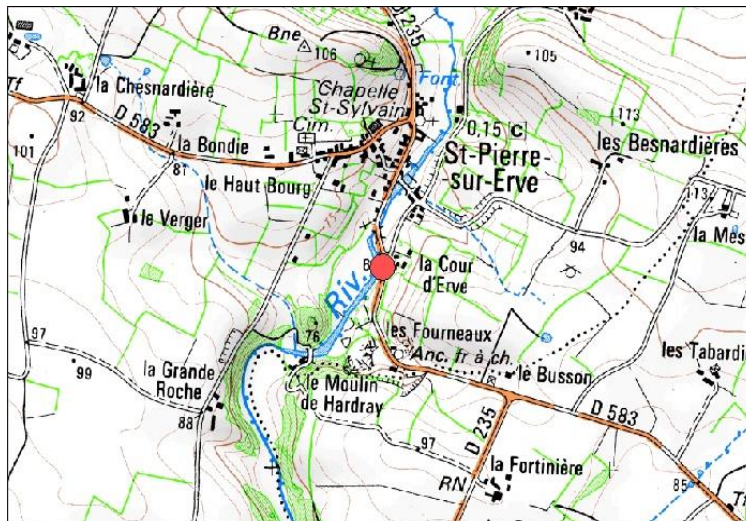 Bne
106
D 235
105
la Chesnardière
Font
Tf
Chapelle
St-Sylvain
92
D 583
Cim.
0,15 C
113
101
la Bondie
St-Pierre-
sur-Erve
les Besnardières
81
le Haut Bourg
113
le Verger
75
94
la Mes
la Cour
d'Erve
Riv.
97
76
les Fourneaux
Anc. fr à ch.
99
la Grande
Roche
le Moulin
de Hardray
le Busson
les Tabardi
88
D 583
D 235
97
la Fortinière
85
RN
Tf